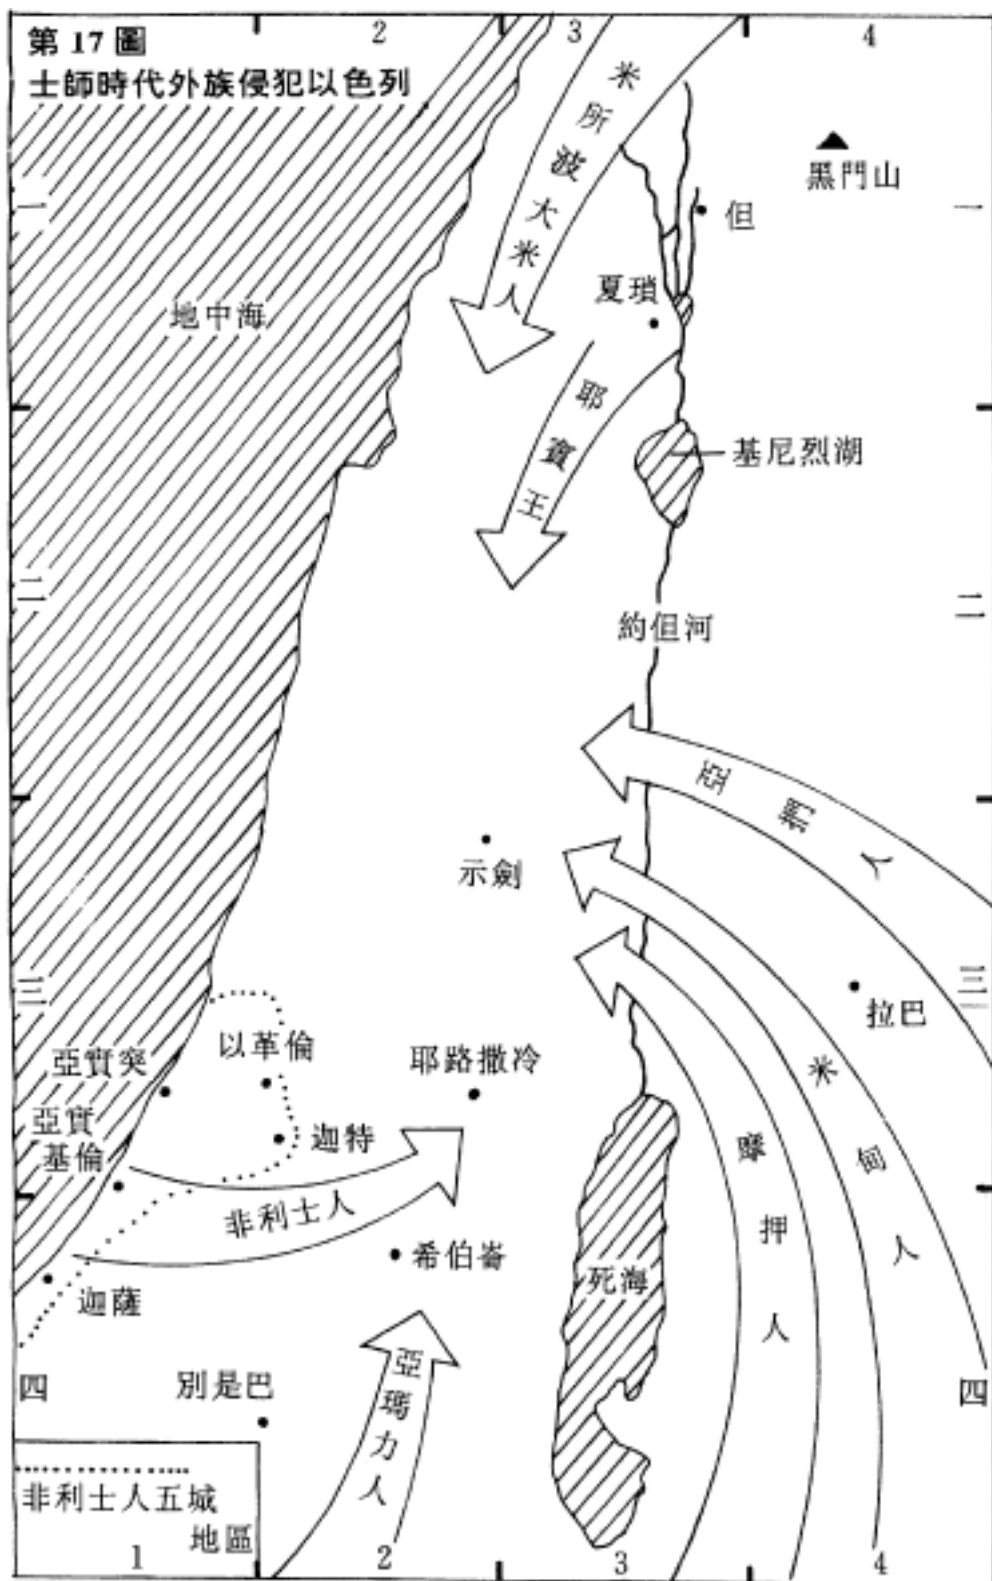 第 17 圖
士師時代外族侵犯以色列
2
3
4
米所波大米人
黑門山
一
一
但
夏瑣
地中海
耶賓王
基尼烈湖
二
二
約但河
亞捫人
示劍
三
三
拉巴
以革倫
耶路撒冷
亞實突
米甸人
亞實
基倫
迦特
摩押人
非利士人
希伯崙
死海
迦薩
四
四
別是巴
亞瑪力人
非利士人五城
地區
1
2
3
4